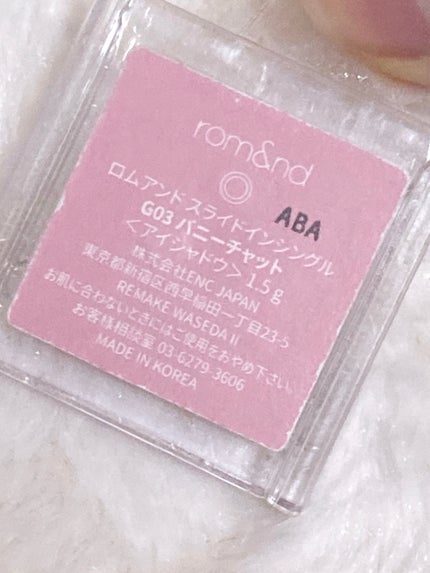 rom&nd
ABA
ロムアンド スライドインシングル
G03 バニーチャット
<アイシャドウ> 1.5g
株式会社ENC JAPAN
東京都新宿区西早稲田一丁目23-5
REMAKE WASEDA II
お肌に合わないときにはご使用をおやめ下さい。
お客様相談室 03-6279-3606
MADE IN KOREA